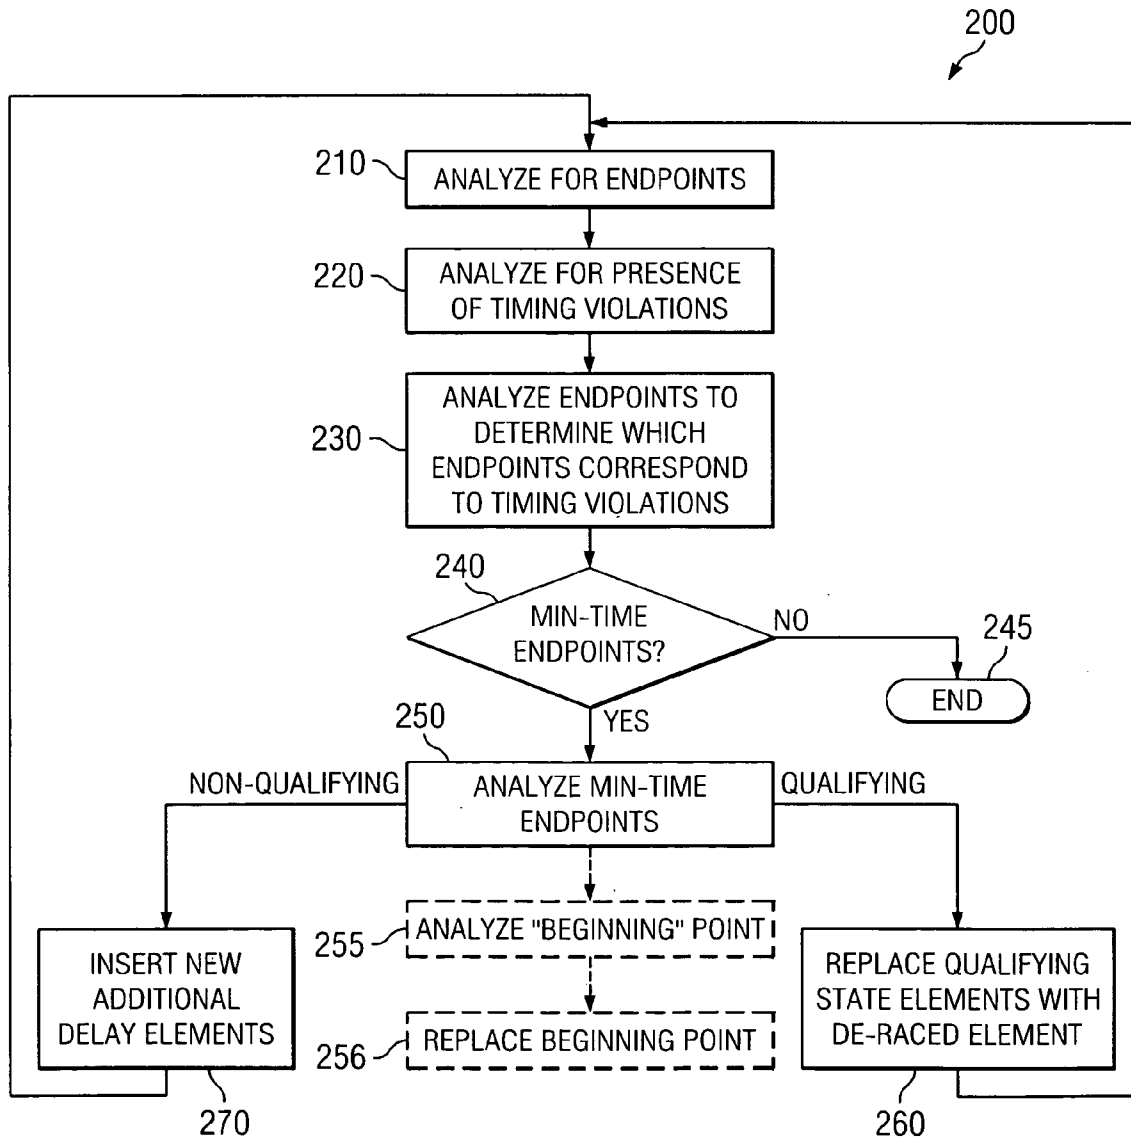 200
210
ANALYZE FOR ENDPOINTS
220
ANALYZE FOR PRESENCE
OF TIMING VIOLATIONS
230
ANALYZE ENDPOINTS TO
DETERMINE WHICH
ENDPOINTS CORRESPOND
TO TIMING VIOLATIONS
240
MIN-TIME
ENDPOINTS?
NO
245
END
YES
250
NON-QUALIFYING
ANALYZE MIN-TIME
ENDPOINTS
QUALIFYING
255
ANALYZE "BEGINNING" POINT
INSERT NEW
ADDITIONAL
DELAY ELEMENTS
270
256
REPLACE BEGINNING POINT
REPLACE QUALIFYING
STATE ELEMENTS WITH
DE-RACED ELEMENT
260